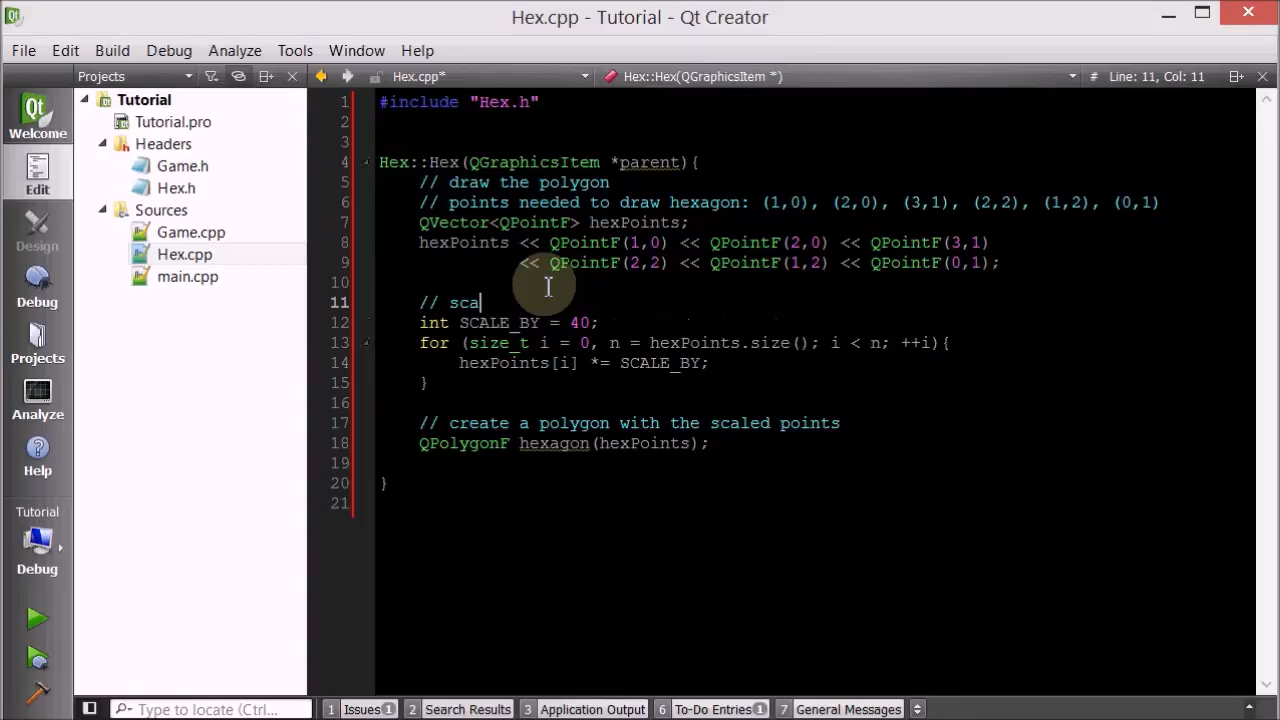 Hex.cpp - Tutorial - Qt Creator
File Edit Build Debug Analyze Tools Window Help
Projects Hex.cpp* Hex::Hex(QGraphicsItem *) # Line: 11, Col: 11
Qt
Welcome
Edit
Design
Debug
Projects
Analyze
Help
Tutorial
Debug
Tutorial
Tutorial.pro
Headers
Game.h
Hex.h
Sources
Game.cpp
Hex.cpp
main.cpp
1 #include "Hex.h"
2
3
4 Hex::Hex(QGraphicsItem *parent){
5 // draw the polygon
6 // points needed to draw hexagon: (1,0), (2,0), (3,1), (2,2), (1,2), (0,1)
7 QVector<QPointF> hexPoints;
8 hexPoints << QPointF(1,0) << QPointF(2,0) << QPointF(3,1)
9 << QPointF(2,2) << QPointF(1,2) << QPointF(0,1);
10
11 // sca
12 int SCALE_BY = 40;
13 for (size_t i = 0, n = hexPoints.size(); i < n; ++i){
14 hexPoints[i] *= SCALE_BY;
15 }
16
17 // create a polygon with the scaled points
18 QPolygonF hexagon(hexPoints);
19
20 }
21
Type to locate (Ctrl... 1 Issues 1 2 Search Results 3 Application Output 6 To-Do Entries 1 7 General Messages